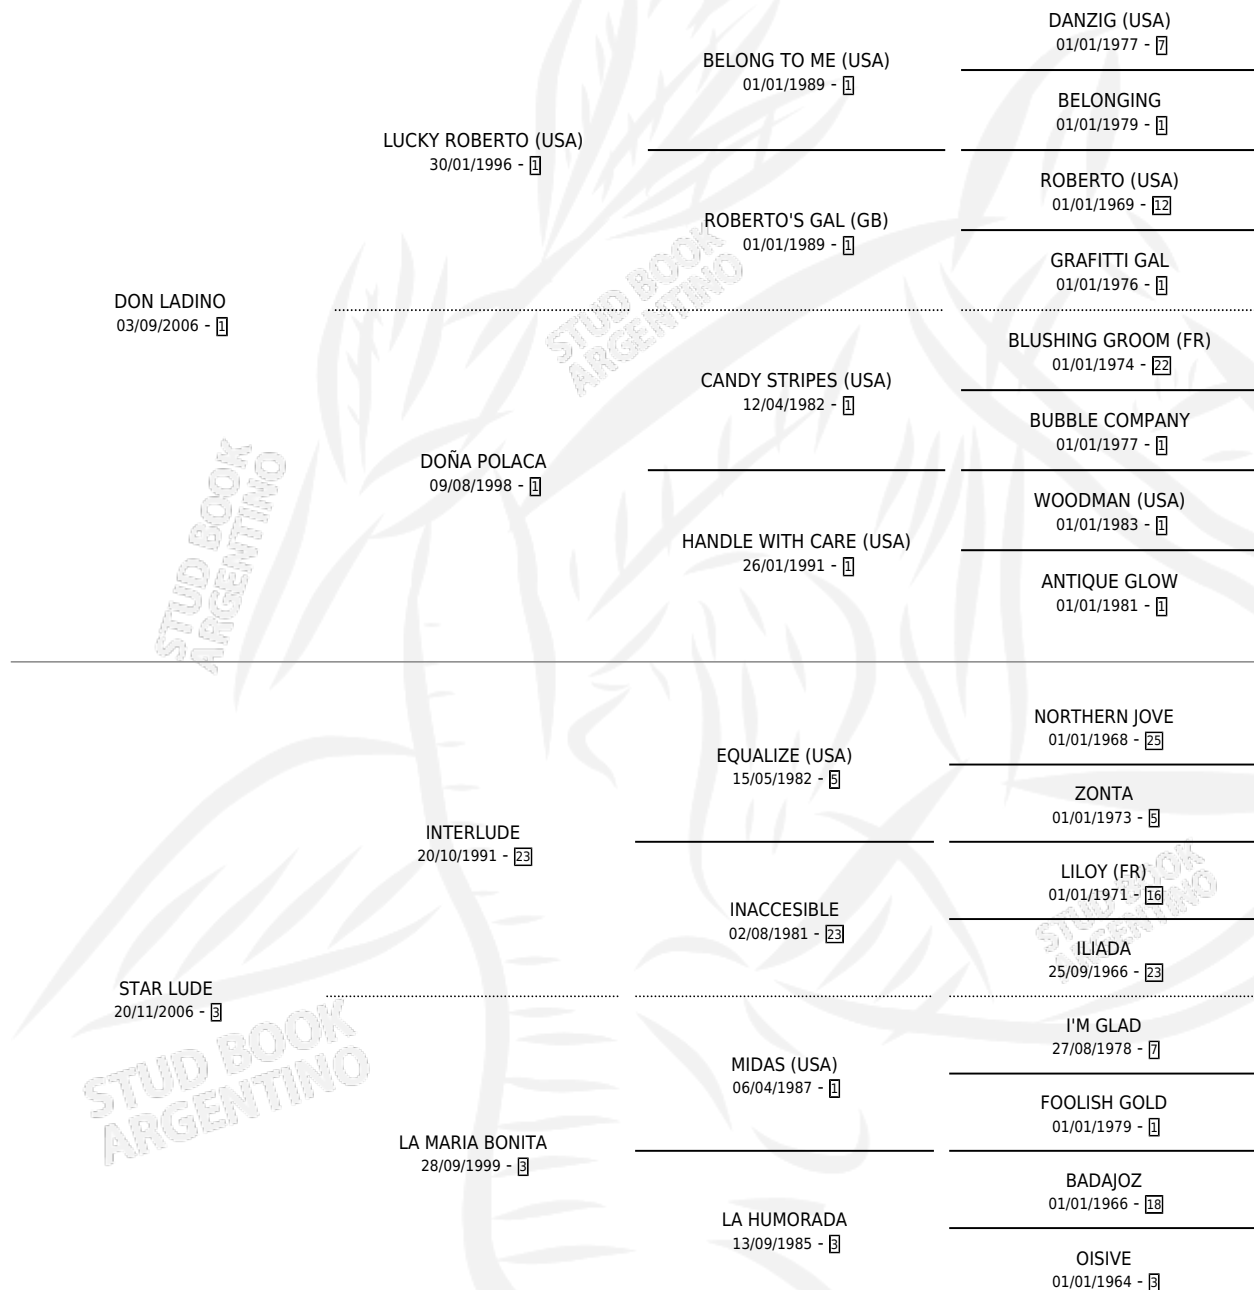 DANZIG (USA)
01/01/1977 - 7
BELONG TO ME (USA)
01/01/1989 - 1
BELONGING
01/01/1979 - 1
LUCKY ROBERTO (USA)
30/01/1996 - 1
ROBERTO (USA)
01/01/1969 - 12
ROBERTO'S GAL (GB)
01/01/1989 - 1
GRAFITTI GAL
01/01/1976 - 1
DON LADINO
03/09/2006 - 1
STUD BOOK
ARGENTINO
BLUSHING GROOM (FR)
01/01/1974 - 22
CANDY STRIPES (USA)
12/04/1982 - 1
BUBBLE COMPANY
01/01/1977 - 1
DOÑA POLACA
09/08/1998 - 1
WOODMAN (USA)
01/01/1983 - 1
HANDLE WITH CARE (USA)
26/01/1991 - 1
ANTIQUE GLOW
01/01/1981 - 1
STUD BOOK
ARGENTINO
NORTHERN JOVE
01/01/1968 - 25
EQUALIZE (USA)
15/05/1982 - 5
ZONTA
01/01/1973 - 5
INTERLUDE
20/10/1991 - 23
LILOY (FR)
01/01/1971 - 16
INACCESIBLE
02/08/1981 - 23
STUD BOOK
ARGENTINO
ILIADA
25/09/1966 - 23
STAR LUDE
20/11/2006 - 3
I'M GLAD
27/08/1978 - 7
MIDAS (USA)
06/04/1987 - 1
STUD BOOK
ARGENTINO
FOOLISH GOLD
01/01/1979 - 1
LA MARIA BONITA
28/09/1999 - 3
BADAJOZ
01/01/1966 - 18
LA HUMORADA
13/09/1985 - 3
OISIVE
01/01/1964 - 3